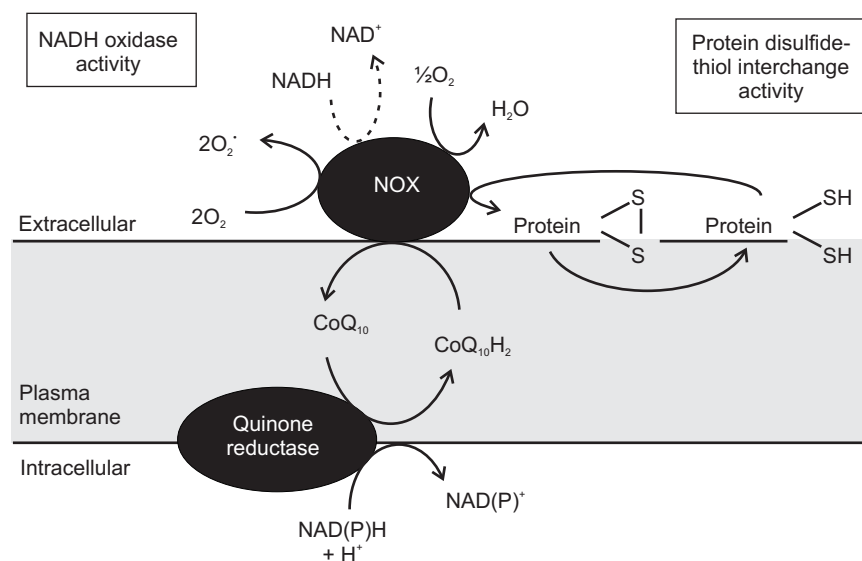 NADH oxidase
activity
Protein disulfide-
thiol interchange
activity
NAD⁺
NADH
½O₂
H₂O
2O₂˙
2O₂
NOX
Extracellular
Protein
S
S
Protein
SH
SH
CoQ₁₀
CoQ₁₀H₂
Plasma
membrane
Quinone
reductase
Intracellular
NAD(P)⁺
NAD(P)H
+ H⁺